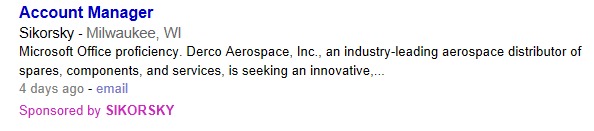 Account Manager
Sikorsky - Milwaukee, WI
Microsoft Office proficiency. Derco Aerospace, Inc., an industry-leading aerospace distributor of
spares, components, and services, is seeking an innovative,...
4 days ago - email
Sponsored by SIKORSKY